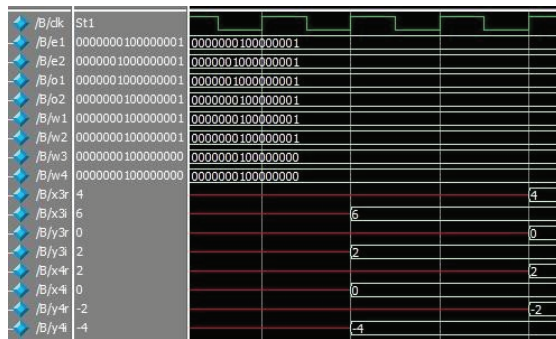 /B/clk St1
/B/e1 0000000100000001 0000000100000001
/B/e2 0000000100000001 0000000100000001
/B/o1 0000000100000001 0000000100000001
/B/o2 0000000100000001 0000000100000001
/B/w1 0000000100000001 0000000100000001
/B/w2 0000000100000001 0000000100000001
/B/w3 0000000100000000 0000000100000000
/B/w4 0000000100000000 0000000100000000
/B/x3r 4 4
/B/x3i 6 6
/B/y3r 0 0
/B/y3i 2 2
/B/x4r 2 2
/B/x4i 0 0
/B/y4r -2 -2
/B/y4i -4 -4